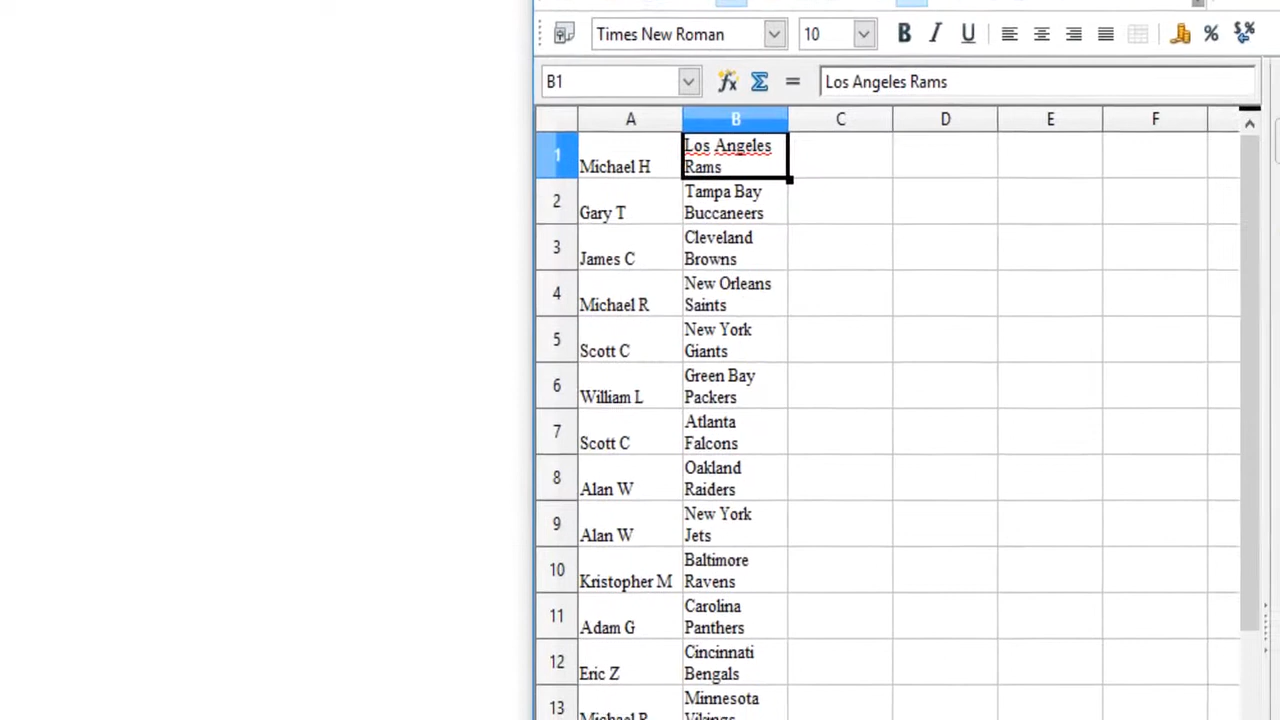 Times New Roman
10
B I U
%
B1
=
Los Angeles Rams
A B C D E F
1
Michael H
Los Angeles
Rams
2
Gary T
Tampa Bay
Buccaneers
3
James C
Cleveland
Browns
4
Michael R
New Orleans
Saints
5
Scott C
New York
Giants
6
William L
Green Bay
Packers
7
Scott C
Atlanta
Falcons
8
Alan W
Oakland
Raiders
9
Alan W
New York
Jets
10
Kristopher M
Baltimore
Ravens
11
Adam G
Carolina
Panthers
12
Eric Z
Cincinnati
Bengals
13
Michael
Minnesota
Vikings